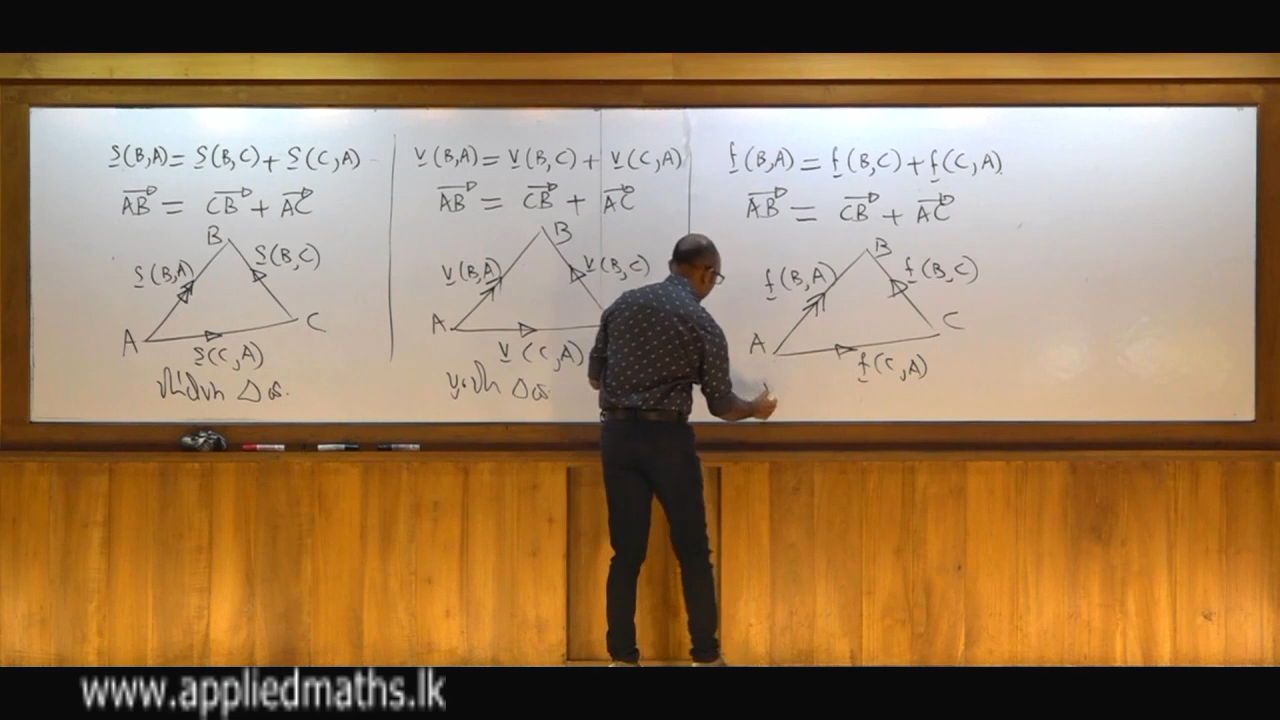 S(B,A) = S(B,C) + S(C,A)
AB = CB + AC
B
S(B,A)
S(B,C)
A
C
S(C,A)
V(B,A) = V(B,C) + V(C,A)
AB = CB + AC
B
V(B,A)
V(B,C)
A
V(C,A)
f(B,A) = f(B,C) + f(C,A)
AB = CB + AC
B
f(B,A)
f(B,C)
A
C
f(C,A)
www.appliedmaths.lk